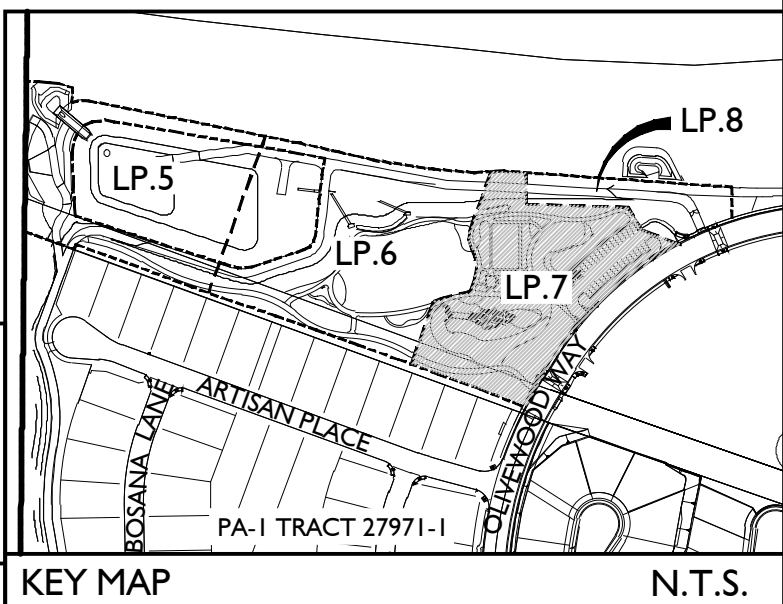 LP.8
LP.5
LP.6
LP.7
ARTISAN PLACE
BOSANA LANE
OLIVEWOOD WAY
PA-1 TRACT 27971-1
KEY MAP
N.T.S.